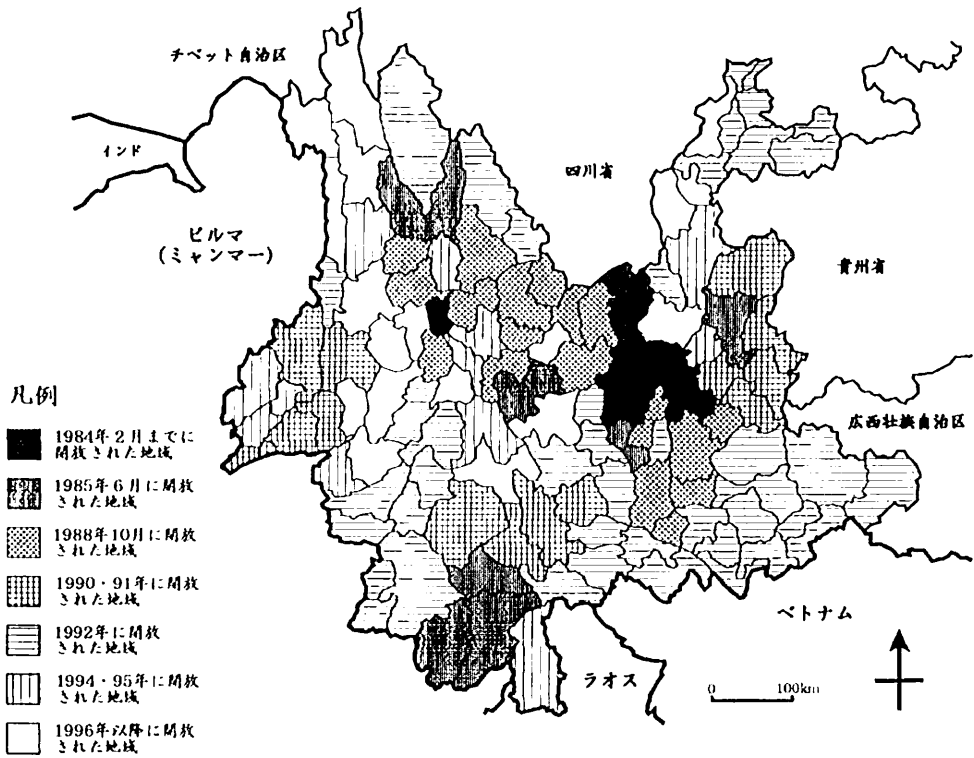 チベット自治区
インド
四川省
ビルマ
(ミャンマー)
貴州省
広西壮族自治区
凡例
1984年2月までに
開放された地域
1985年6月に開放
された地域
1988年10月に開放
された地域
1990・91年に開放
された地域
1992年に開放
された地域
1994・95年に開放
された地域
1996年以降に開放
された地域
ベトナム
ラオス
0 100km